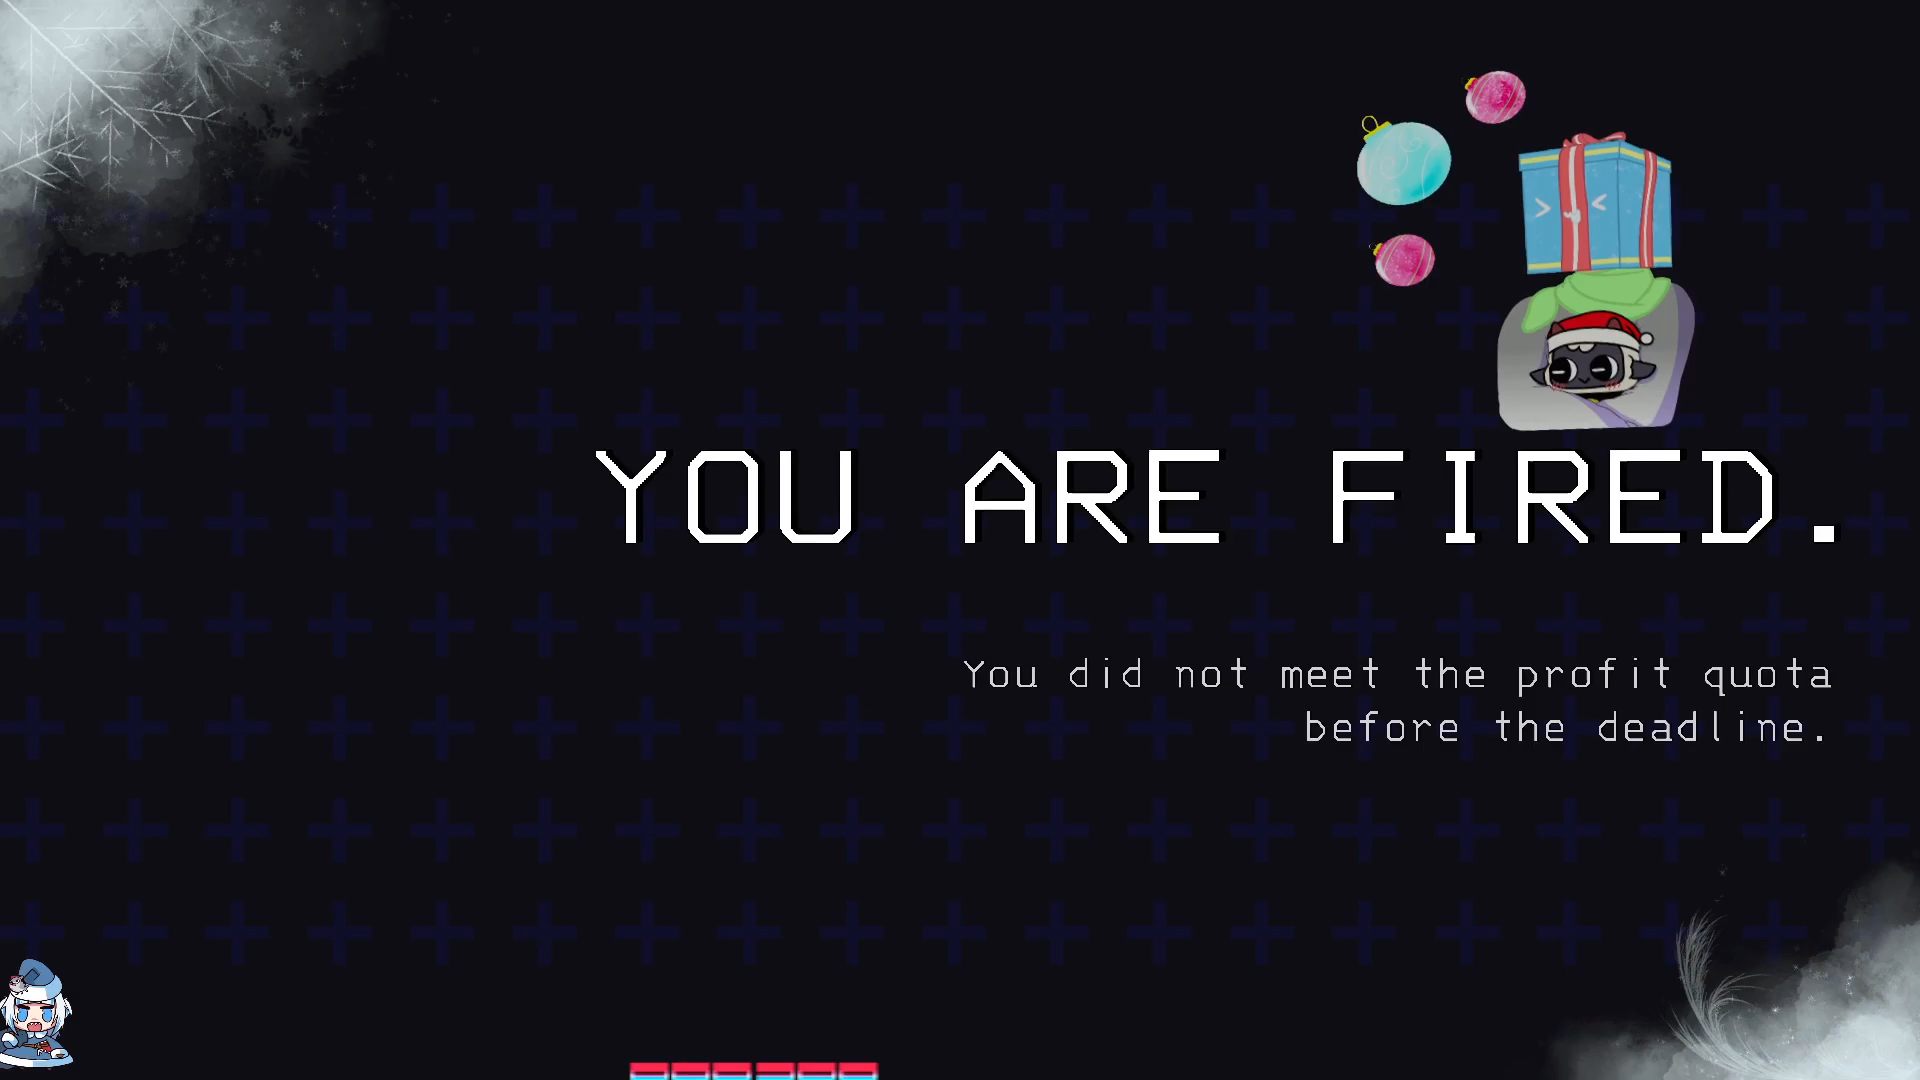 YOU ARE FIRED.
You did not meet the profit quota
before the deadline.